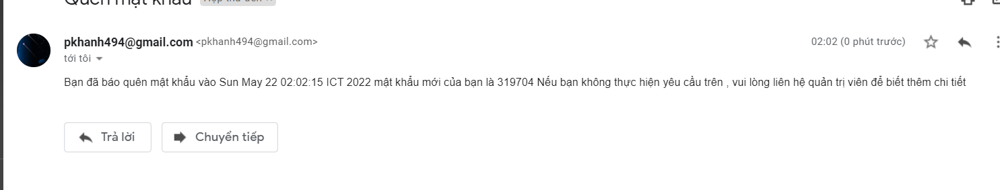 Quên mật khẩu Hộp thư đến
pkhanh494@gmail.com <pkhanh494@gmail.com> 02:02 (0 phút trước)
tới tôi
Bạn đã báo quên mật khẩu vào Sun May 22 02:02:15 ICT 2022 mật khẩu mới của bạn là 319704 Nếu bạn không thực hiện yêu cầu trên , vui lòng liên hệ quản trị viên để biết thêm chi tiết
Trả lời Chuyển tiếp